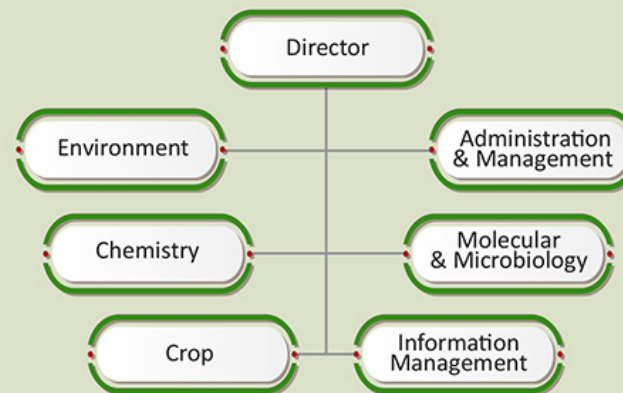 Director
Environment
Administration
& Management
Chemistry
Molecular
& Microbiology
Crop
Information
Management